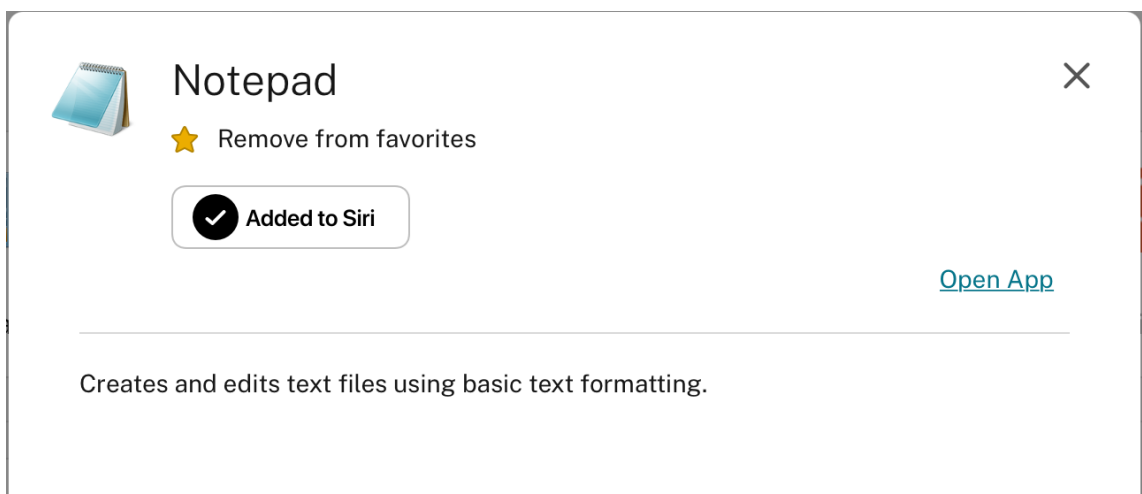 Notepad
Remove from favorites
Added to Siri
Open App
Creates and edits text files using basic text formatting.